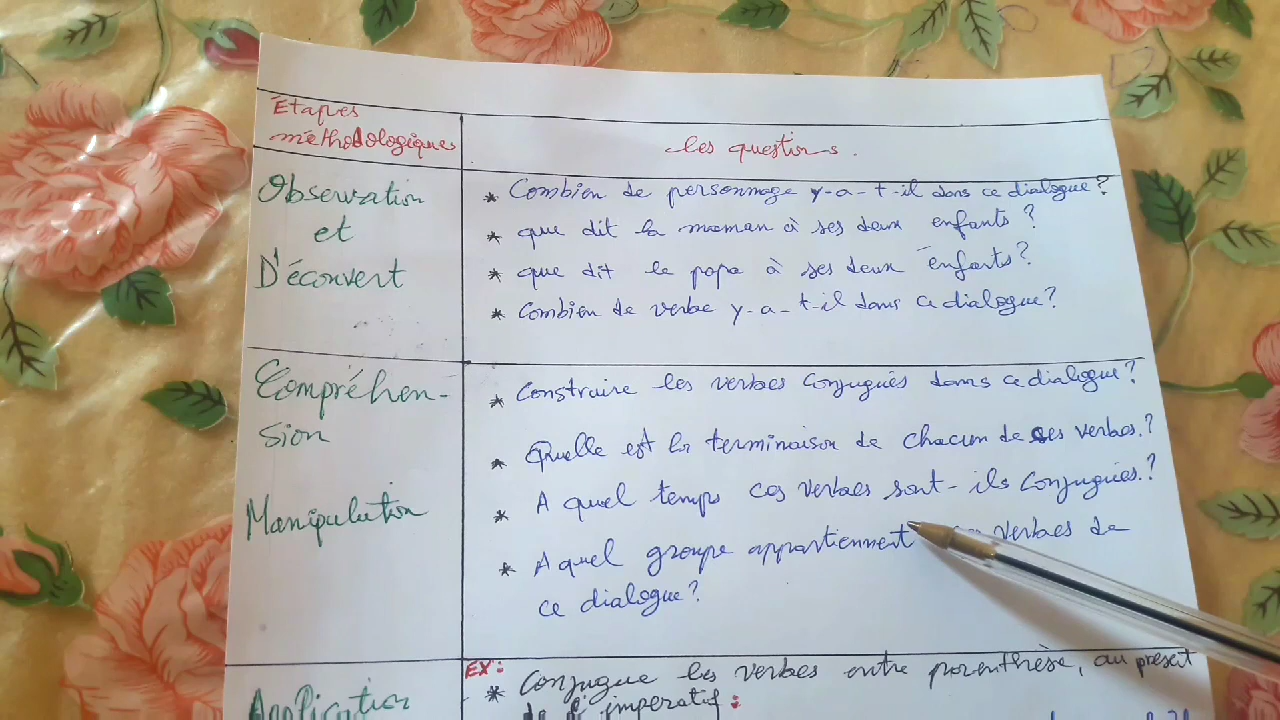 Étapes
méthodologiques
les questions.
Observation
et
D'éconvert
* Combien de personnage y-a-t-il dans ce dialogue?
* que dit la maman à ses deux enfants?
* que dit le papa à ses deux enfants?
* Combien de verbe y-a-t-il dans ce dialogue?
Compréhen-
sion
Manipulation
* Construire les verbes conjugués dans ce dialogue?
* Quelle est la terminaison de chacun de ces verbes.?
* A quel temps ces verbes sont-ils conjugués.?
* A quel groupe appartiennent verbes de
ce dialogue?
Application
EX:
* Conjugue les verbes entre parenthèse, au présent
de l'impératif: